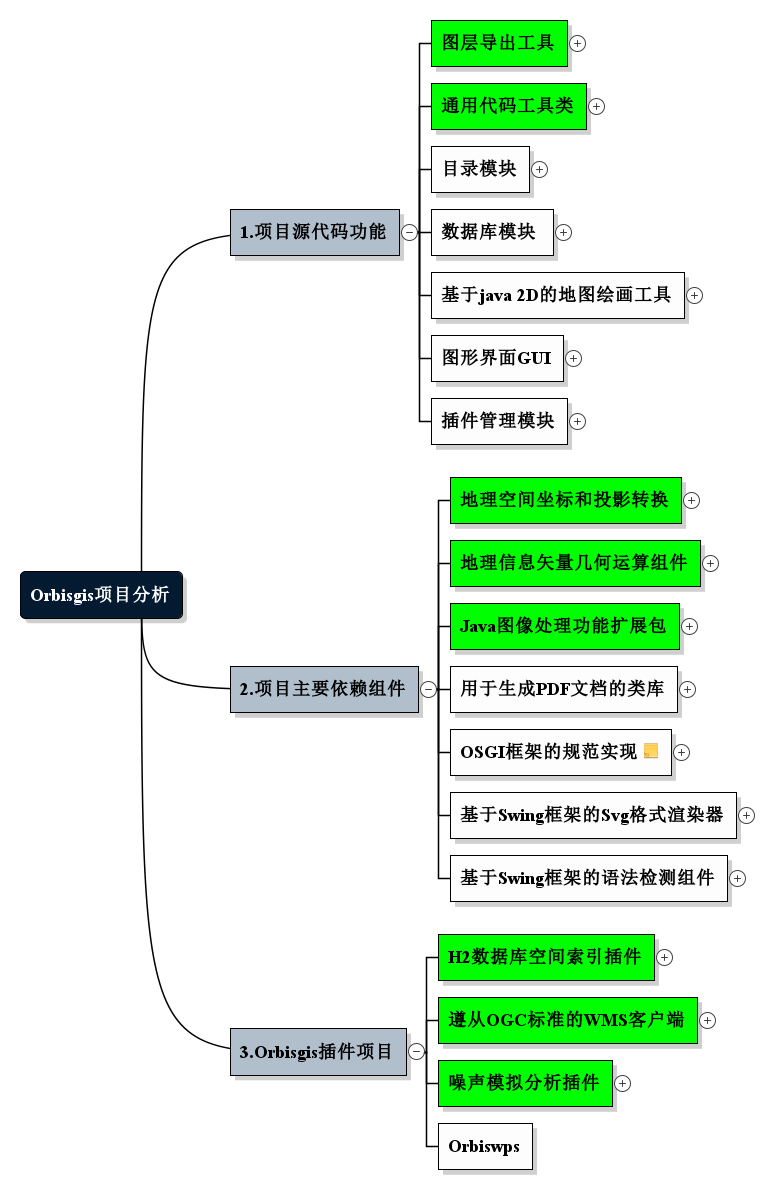 Orbisgis项目分析
1.项目源代码功能
图层导出工具
通用代码工具类
目录模块
数据库模块
基于java 2D的地图绘画工具
图形界面GUI
插件管理模块
2.项目主要依赖组件
地理空间坐标和投影转换
地理信息矢量几何运算组件
Java图像处理功能扩展包
用于生成PDF文档的类库
OSGI框架的规范实现
基于Swing框架的Svg格式渲染器
基于Swing框架的语法检测组件
3.Orbisgis插件项目
H2数据库空间索引插件
遵从OGC标准的WMS客户端
噪声模拟分析插件
Orbiswps